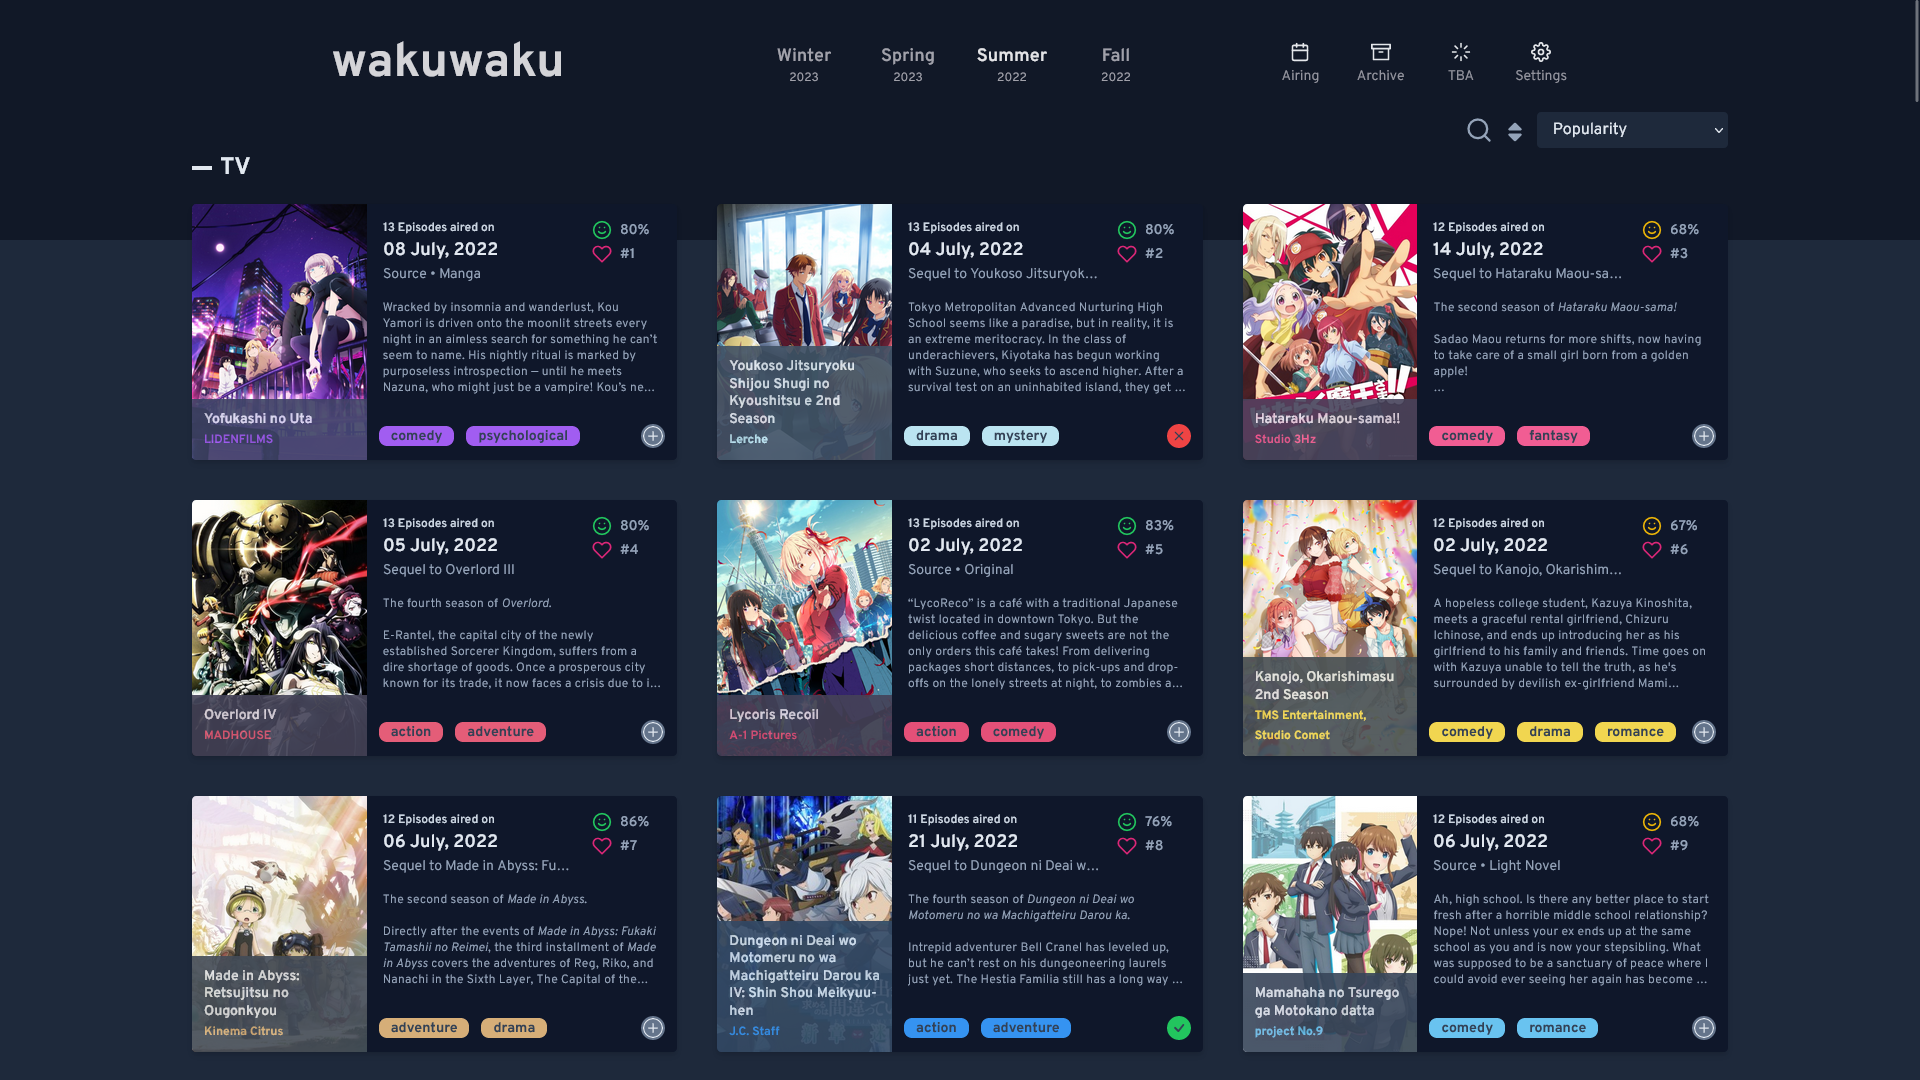 wakuwaku
Winter
2023
Spring
2023
Summer
2022
Fall
2022
Airing
Archive
TBA
Settings
Popularity
— TV
13 Episodes aired on
08 July, 2022
Source • Manga
80%
#1
Wracked by insomnia and wanderlust, Kou
Yamori is driven onto the moonlit streets every
night in an aimless search for something he can't
seem to name. His nightly ritual is marked by
purposeless introspection — until he meets
Nazuna, who might just be a vampire! Kou's ne...
Yofukashi no Uta
LIDENFILMS
comedy
psychological
13 Episodes aired on
04 July, 2022
Sequel to Youkoso Jitsuryok...
80%
#2
Tokyo Metropolitan Advanced Nurturing High
School seems like a paradise, but in reality, it is
an extreme meritocracy. In the class of
underachievers, Kiyotaka has begun working
with Suzune, who seeks to ascend higher. After a
survival test on an uninhabited island, they get ...
Youkoso Jitsuryoku
Shijou Shugi no
Kyoushitsu e 2nd
Season
Lerche
drama
mystery
12 Episodes aired on
14 July, 2022
Sequel to Hataraku Maou-sa...
68%
#3
The second season of Hataraku Maou-sama!
Sadao Maou returns for more shifts, now having
to take care of a small girl born from a golden
apple!
...
Hataraku Maou-sama!!
Studio 3Hz
comedy
fantasy
13 Episodes aired on
05 July, 2022
Sequel to Overlord III
80%
#4
The fourth season of Overlord.
E-Rantel, the capital city of the newly
established Sorcerer Kingdom, suffers from a
dire shortage of goods. Once a prosperous city
known for its trade, it now faces a crisis due to i...
Overlord IV
MADHOUSE
action
adventure
13 Episodes aired on
02 July, 2022
Source • Original
83%
#5
“LycoReco” is a café with a traditional Japanese
twist located in downtown Tokyo. But the
delicious coffee and sugary sweets are not the
only orders this café takes! From delivering
packages short distances, to pick-ups and drop-
offs on the lonely streets at night, to zombies a...
Lycoris Recoil
A-1 Pictures
action
comedy
12 Episodes aired on
02 July, 2022
Sequel to Kanojo, Okarishim...
67%
#6
A hopeless college student, Kazuya Kinoshita,
meets a graceful rental girlfriend, Chizuru
Ichinose, and ends up introducing her as his
girlfriend to his family and friends. Time goes on
with Kazuya unable to tell the truth, as he's
surrounded by devilish ex-girlfriend Mami...
Kanojo, Okarishimasu
2nd Season
TMS Entertainment,
Studio Comet
comedy
drama
romance
12 Episodes aired on
06 July, 2022
Sequel to Made in Abyss: Fu...
86%
#7
The second season of Made in Abyss.
Directly after the events of Made in Abyss: Fukaki
Tamashii no Reimei, the third installment of Made
in Abyss covers the adventures of Reg, Riko, and
Nanachi in the Sixth Layer, The Capital of the...
Made in Abyss:
Retsujitsu no
Ougonkyou
Kinema Citrus
adventure
drama
11 Episodes aired on
21 July, 2022
Sequel to Dungeon ni Deai w...
76%
#8
The fourth season of Dungeon ni Deai wo
Motomeru no wa Machigatteiru Darou ka.
Intrepid adventurer Bell Cranel has leveled up,
but he can't rest on his dungeoneering laurels
just yet. The Hestia Familia still has a long way ...
Dungeon ni Deai wo
Motomeru no wa
Machigatteiru Darou ka
IV: Shin Shou Meikyuu-
hen
J.C. Staff
action
adventure
12 Episodes aired on
06 July, 2022
Source • Light Novel
68%
#9
Ah, high school. Is there any better place to start
fresh after a horrible middle school relationship?
Nope! Not unless your ex ends up at the same
school as you and is now your stepsibling. What
was supposed to be a sanctuary of peace where I
could avoid ever seeing her again has become ...
Mamahaha no Tsurego
ga Motokano datta
project No.9
comedy
romance